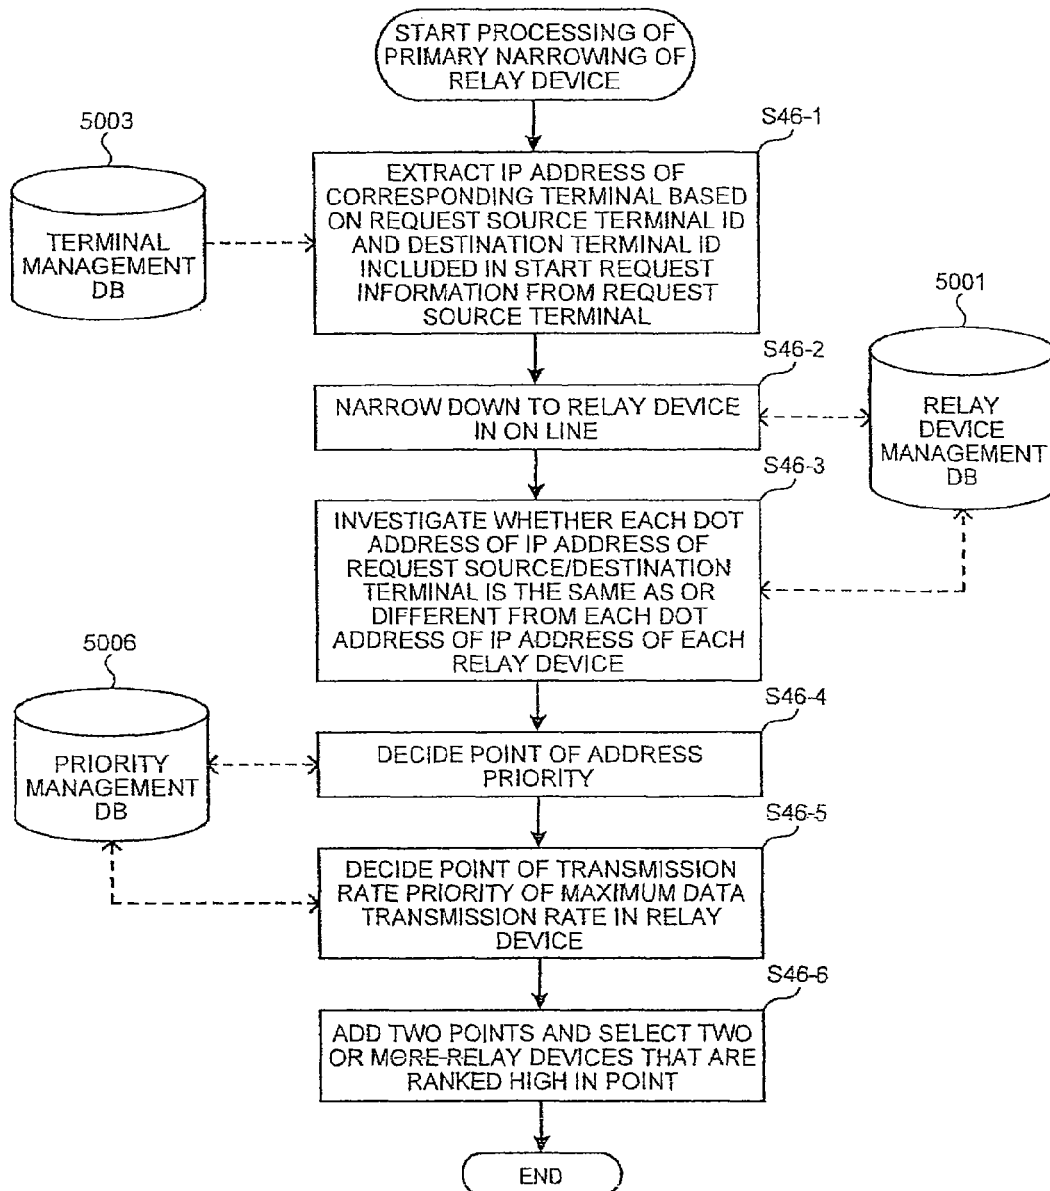 START PROCESSING OF
PRIMARY NARROWING OF
RELAY DEVICE
5003
TERMINAL
MANAGEMENT
DB
S46-1
EXTRACT IP ADDRESS OF
CORRESPONDING TERMINAL BASED
ON REQUEST SOURCE TERMINAL ID
AND DESTINATION TERMINAL ID
INCLUDED IN START REQUEST
INFORMATION FROM REQUEST
SOURCE TERMINAL
5001
RELAY
DEVICE
MANAGEMENT
DB
S46-2
NARROW DOWN TO RELAY DEVICE
IN ON LINE
S46-3
INVESTIGATE WHETHER EACH DOT
ADDRESS OF IP ADDRESS OF
REQUEST SOURCE/DESTINATION
TERMINAL IS THE SAME AS OR
DIFFERENT FROM EACH DOT
ADDRESS OF IP ADDRESS OF EACH
RELAY DEVICE
5006
PRIORITY
MANAGEMENT
DB
S46-4
DECIDE POINT OF ADDRESS
PRIORITY
S46-5
DECIDE POINT OF TRANSMISSION
RATE PRIORITY OF MAXIMUM DATA
TRANSMISSION RATE IN RELAY
DEVICE
S46-6
ADD TWO POINTS AND SELECT TWO
OR MORE-RELAY DEVICES THAT ARE
RANKED HIGH IN POINT
END